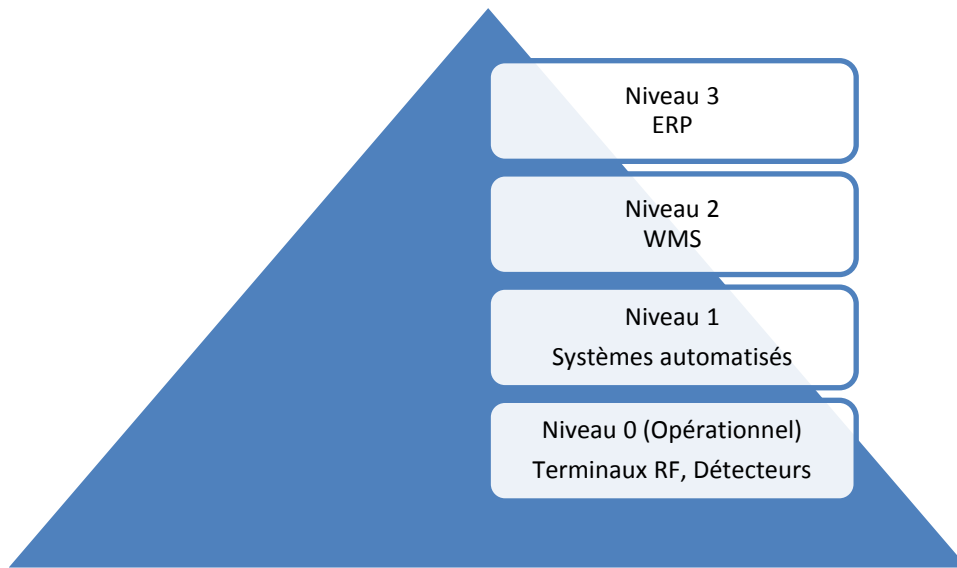 Niveau 3
ERP
Niveau 2
WMS
Niveau 1
Systèmes automatisés
Niveau 0 (Opérationnel)
Terminaux RF, Détecteurs